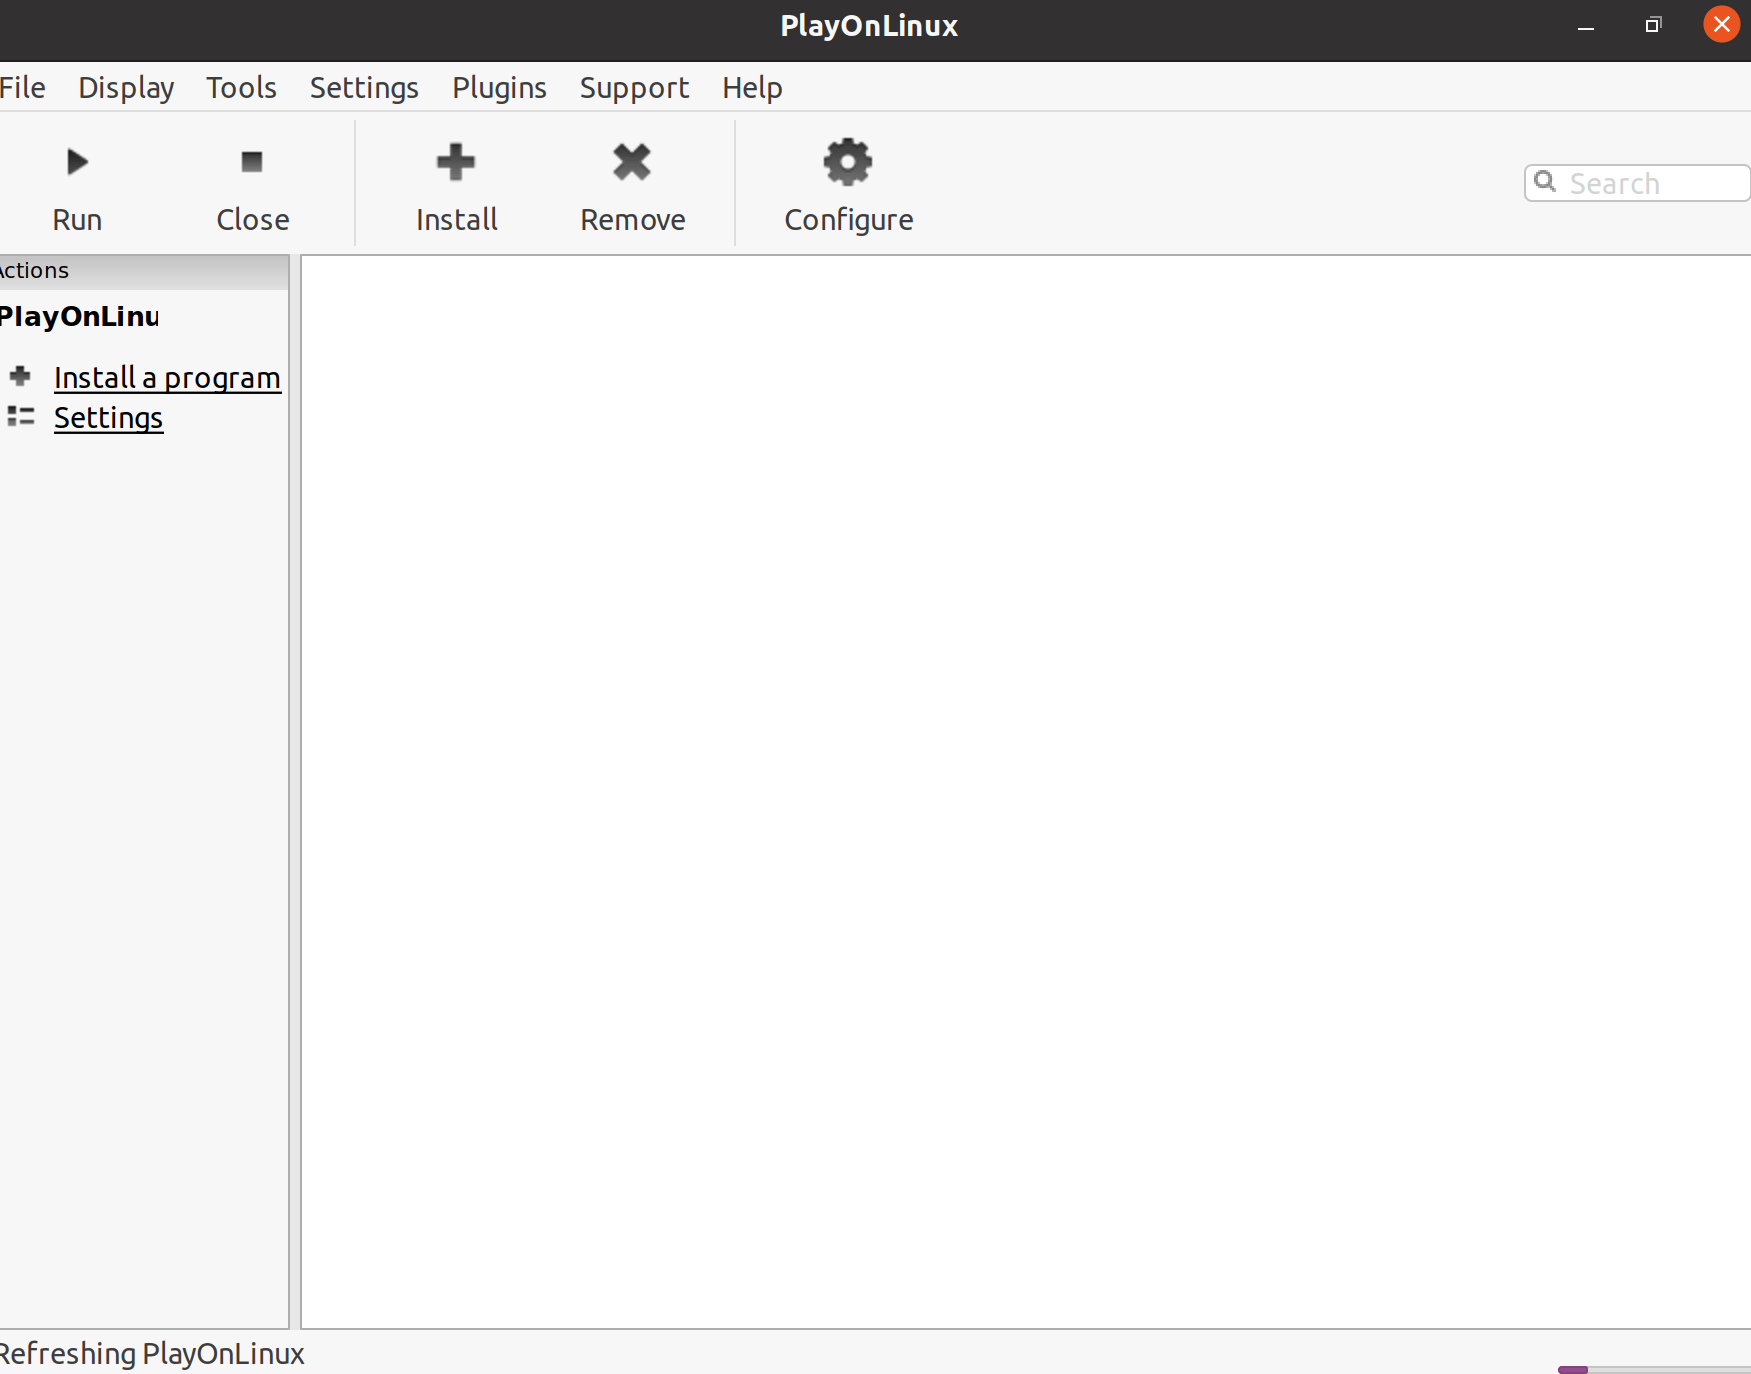 PlayOnLinux
File Display Tools Settings Plugins Support Help
Run Close Install Remove Configure Search
Actions
PlayOnLinu
Install a program
Settings
Refreshing PlayOnLinux